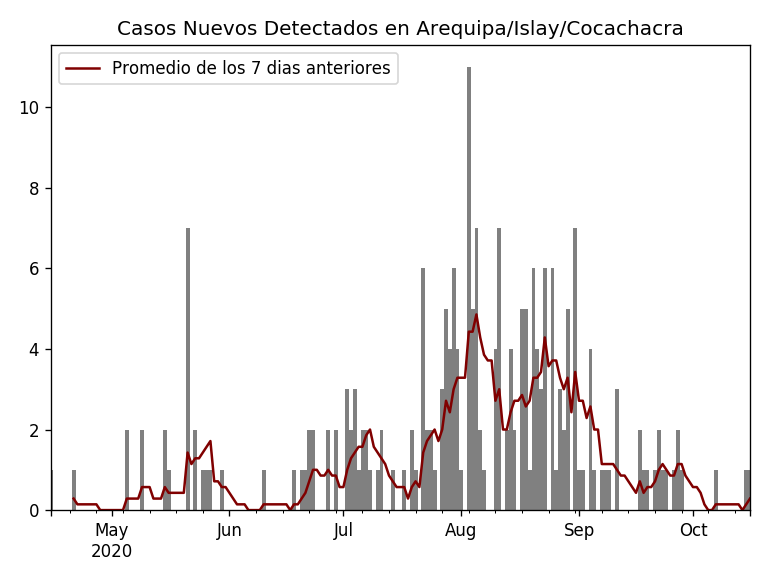 Casos Nuevos Detectados en Arequipa/Islay/Cocachacra
Promedio de los 7 dias anteriores
10
8
6
4
2
0
May Jun Jul Aug Sep Oct
2020